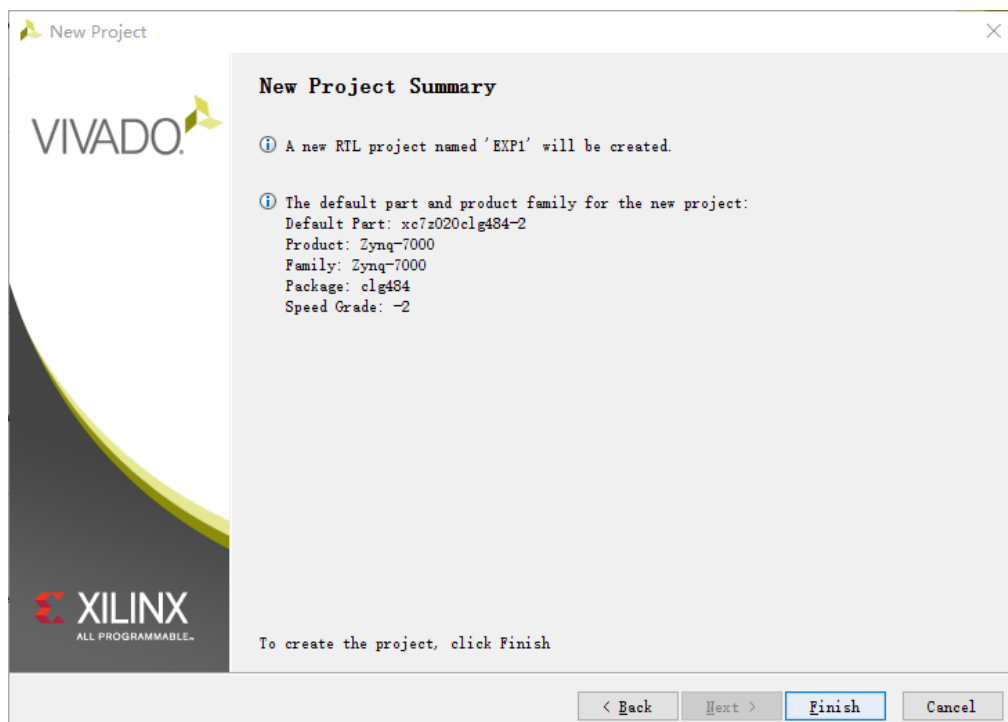 New Project
VIVADO.
New Project Summary
A new RTL project named 'EXP1' will be created.
The default part and product family for the new project:
Default Part: xc7z020clg484-2
Product: Zynq-7000
Family: Zynq-7000
Package: clg484
Speed Grade: -2
XILINX
ALL PROGRAMMABLE™
To create the project, click Finish
< Back Next > Finish Cancel